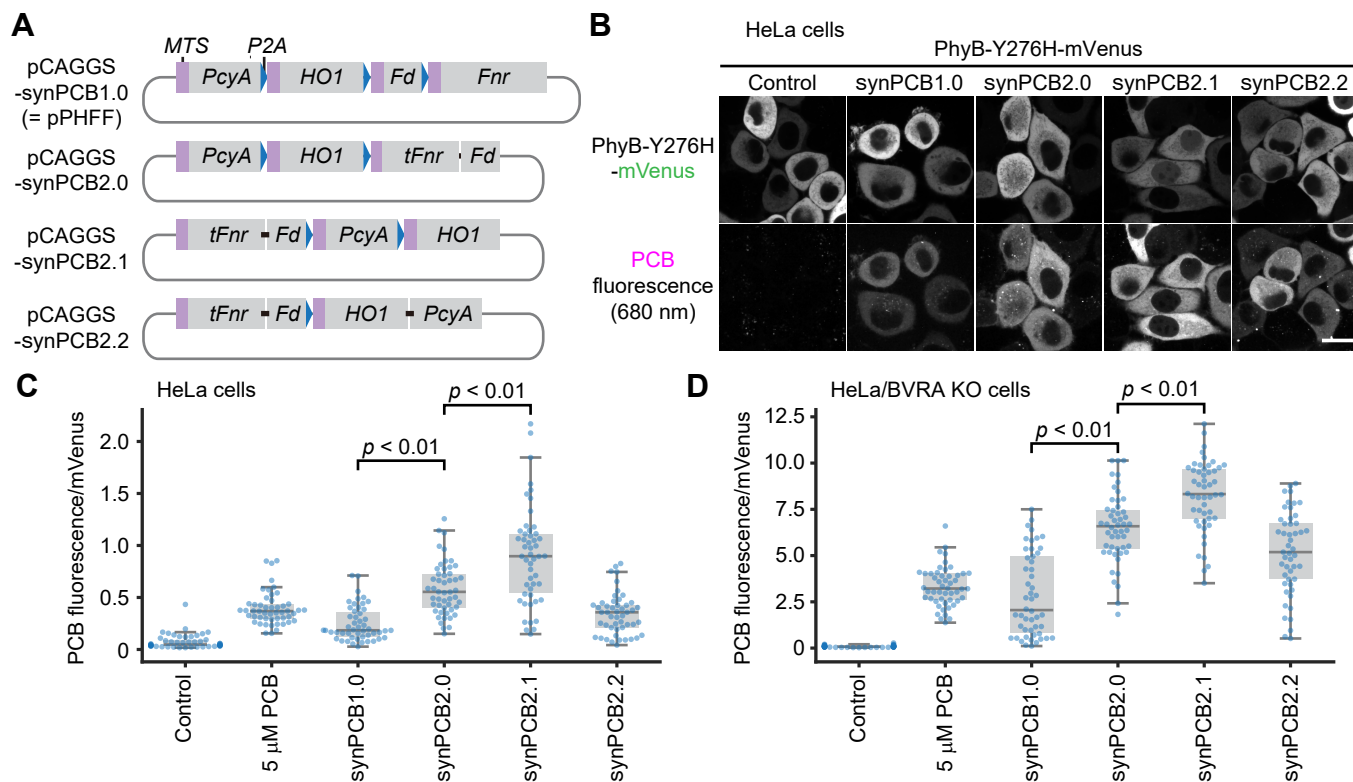 A
MTS
P2A
pCAGGS
-synPCB1.0
(= pPHFF)
PcyA
HO1
Fd
Fnr
pCAGGS
-synPCB2.0
PcyA
HO1
tFnr
Fd
pCAGGS
-synPCB2.1
tFnr
Fd
PcyA
HO1
pCAGGS
-synPCB2.2
tFnr
Fd
HO1
PcyA
B
HeLa cells
PhyB-Y276H-mVenus
Control
synPCB1.0
synPCB2.0
synPCB2.1
synPCB2.2
PhyB-Y276H
-mVenus
PCB
fluorescence
(680 nm)
C
HeLa cells
p < 0.01
p < 0.01
PCB fluorescence/mVenus
2.0
1.5
1.0
0.5
0
Control
5 μM PCB
synPCB1.0
synPCB2.0
synPCB2.1
synPCB2.2
D
HeLa/BVRA KO cells
p < 0.01
p < 0.01
PCB fluorescence/mVenus
12.5
10.0
7.5
5.0
2.5
0
Control
5 μM PCB
synPCB1.0
synPCB2.0
synPCB2.1
synPCB2.2